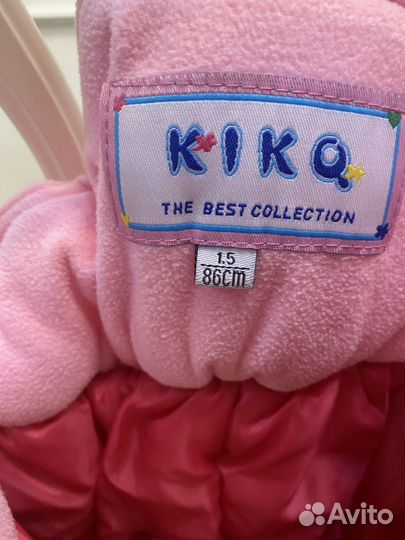 KIKO
THE BEST COLLECTION
1.5
86CM
Avito